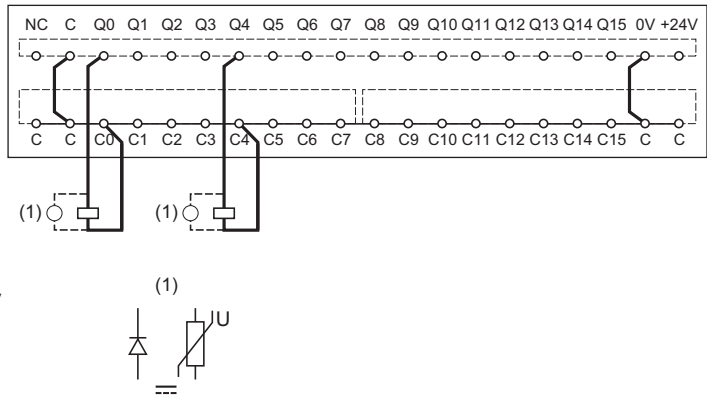 NC C Q0 Q1 Q2 Q3 Q4 Q5 Q6 Q7 Q8 Q9 Q10 Q11 Q12 Q13 Q14 Q15 0V +24V
C C C0 C1 C2 C3 C4 C5 C6 C7 C8 C9 C10 C11 C12 C13 C14 C15 C C
(1) (1)
(1)
U